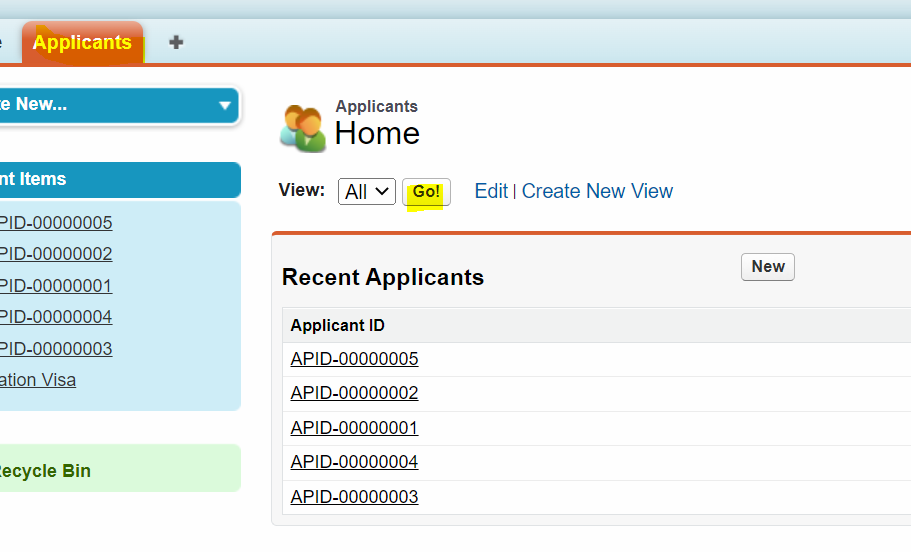 Applicants
te New...
Applicants
Home
View: All Go! Edit | Create New View
nt Items
PID-00000005
PID-00000002
PID-00000001
PID-00000004
PID-00000003
ation Visa
Recycle Bin
Recent Applicants New
Applicant ID
APID-00000005
APID-00000002
APID-00000001
APID-00000004
APID-00000003